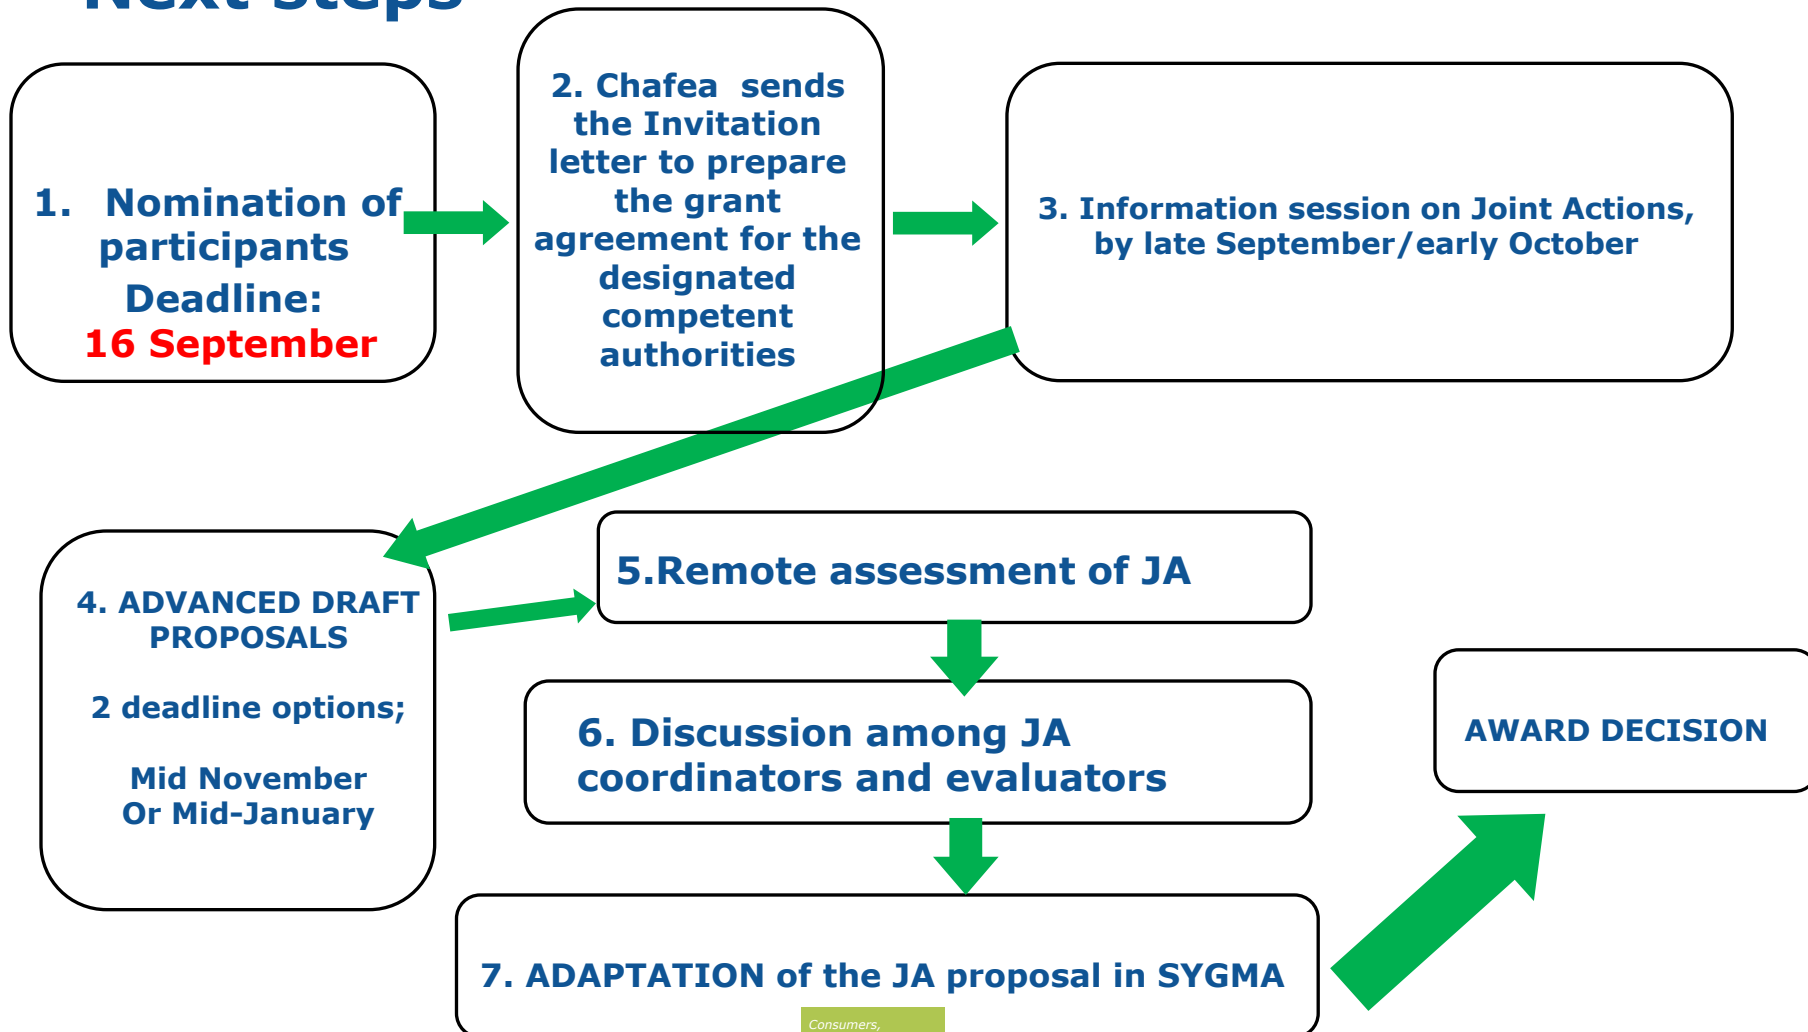 Next steps
1. Nomination of
participants
Deadline:
16 September
2. Chafea sends
the Invitation
letter to prepare
the grant
agreement for the
designated
competent
authorities
3. Information session on Joint Actions,
by late September/early October
4. ADVANCED DRAFT
PROPOSALS
2 deadline options;
Mid November
Or Mid-January
5.Remote assessment of JA
6. Discussion among JA
coordinators and evaluators
AWARD DECISION
7. ADAPTATION of the JA proposal in SYGMA
Consumers,